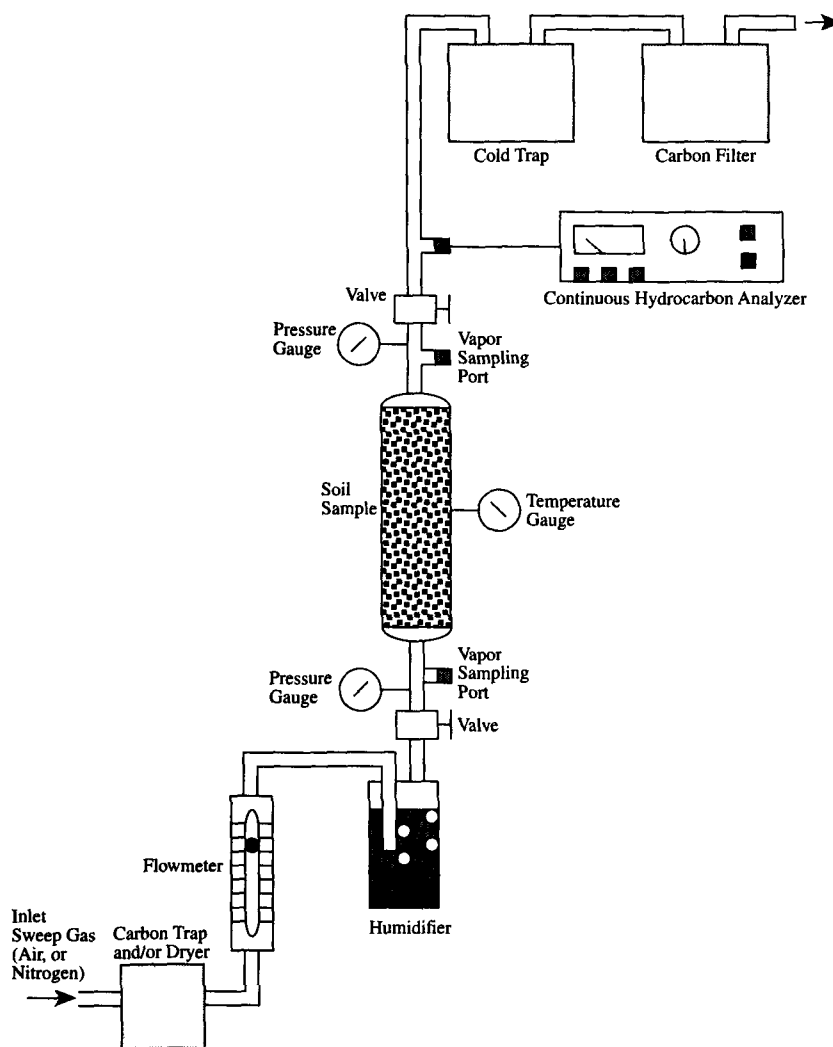 Cold Trap
Carbon Filter
Continuous Hydrocarbon Analyzer
Valve
Pressure
Gauge
Vapor
Sampling
Port
Soil
Sample
Temperature
Gauge
Pressure
Gauge
Vapor
Sampling
Port
Valve
Flowmeter
Humidifier
Inlet
Sweep Gas
(Air, or
Nitrogen)
Carbon Trap
and/or Dryer